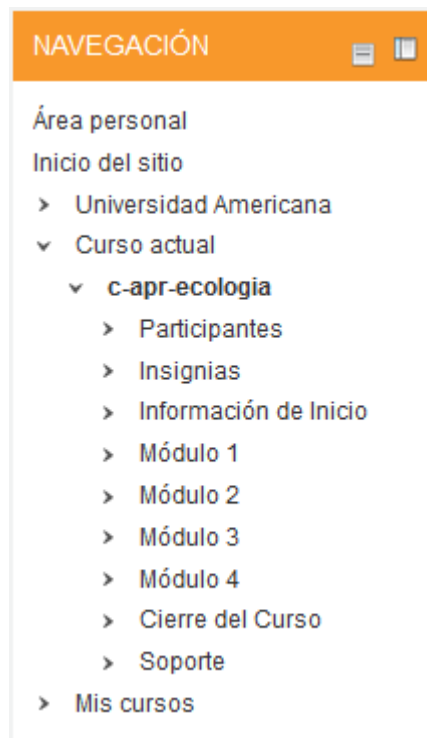 NAVEGACIÓN
Área personal
Inicio del sitio
Universidad Americana
Curso actual
c-apr-ecologia
Participantes
Insignias
Información de Inicio
Módulo 1
Módulo 2
Módulo 3
Módulo 4
Cierre del Curso
Soporte
Mis cursos